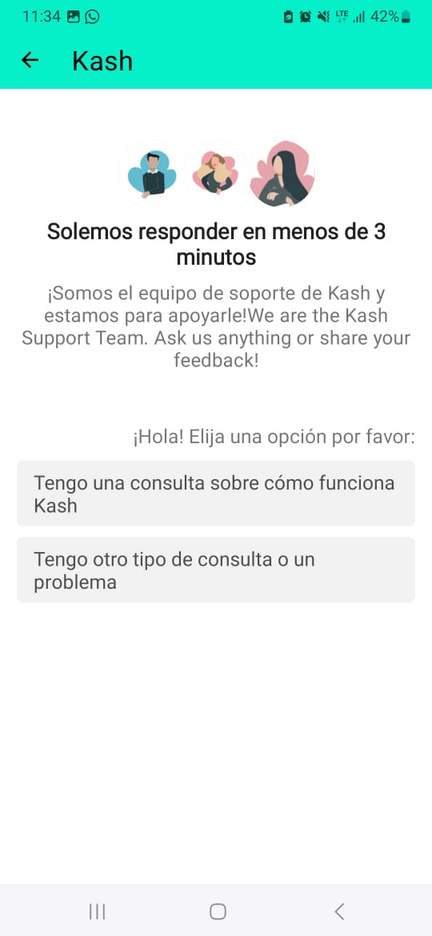 11:34
LTE
42%
Kash
Solemos responder en menos de 3
minutos
¡Somos el equipo de soporte de Kash y
estamos para apoyarle!We are the Kash
Support Team. Ask us anything or share your
feedback!
¡Hola! Elija una opción por favor:
Tengo una consulta sobre cómo funciona
Kash
Tengo otro tipo de consulta o un
problema